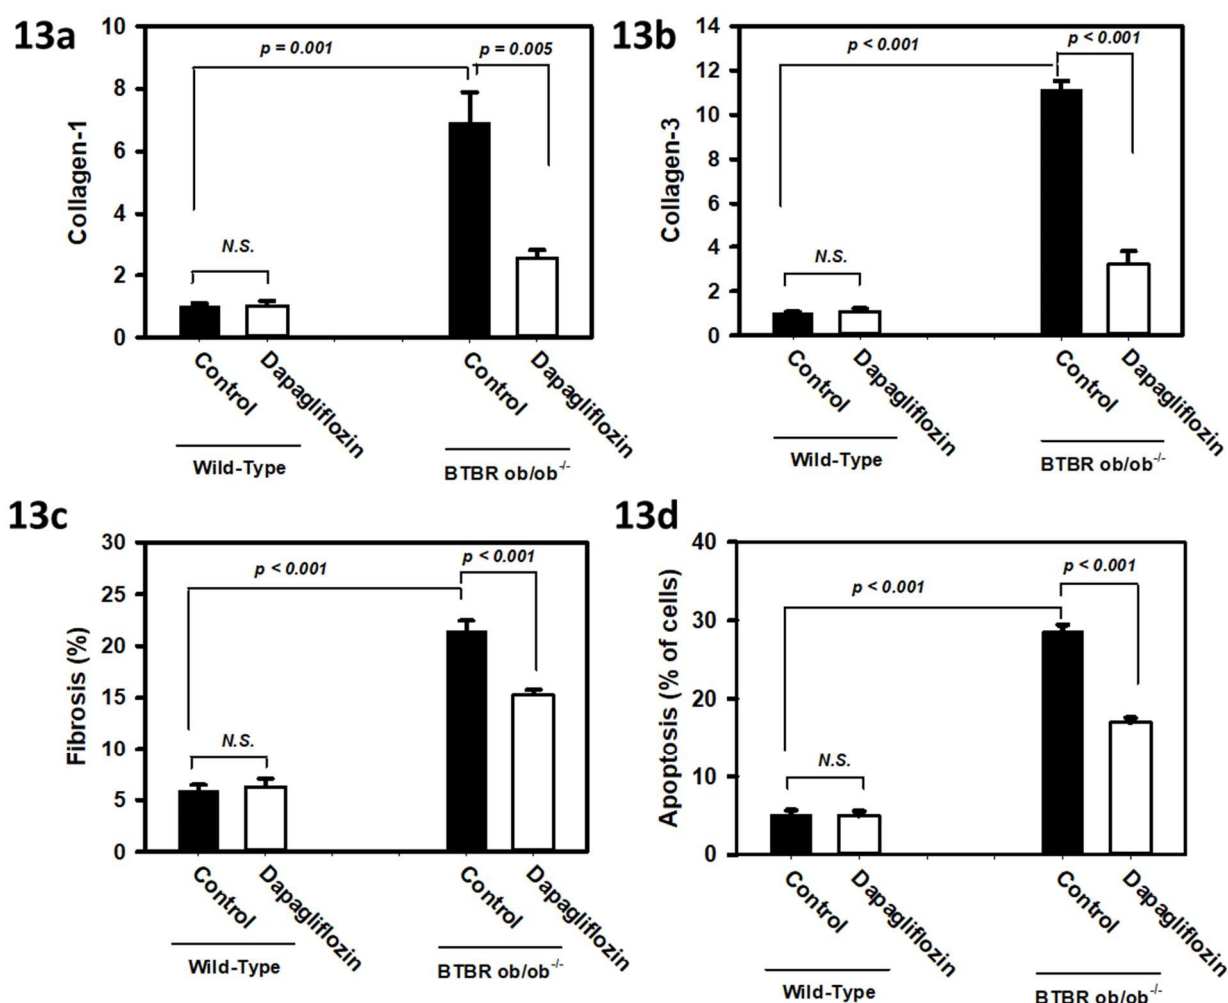 13a
Collagen-1
10
8
6
4
2
0
p = 0.001
p = 0.005
N.S.
Control
Dapagliflozin
Control
Dapagliflozin
Wild-Type
BTBR ob/ob-/-
13b
Collagen-3
14
12
10
8
6
4
2
0
p <0.001
p <0.001
N.S.
Control
Dapagliflozin
Control
Dapagliflozin
Wild-Type
BTBR ob/ob-/-
13c
Fibrosis (%)
30
25
20
15
10
5
0
p < 0.001
p < 0.001
N.S.
Control
Dapagliflozin
Control
Dapagliflozin
Wild-Type
BTBR ob/ob-/-
13d
Apoptosis (% of cells)
40
30
20
10
0
p < 0.001
p < 0.001
N.S.
Control
Dapagliflozin
Control
Dapagliflozin
Wild-Type
BTBR ob/ob-/-